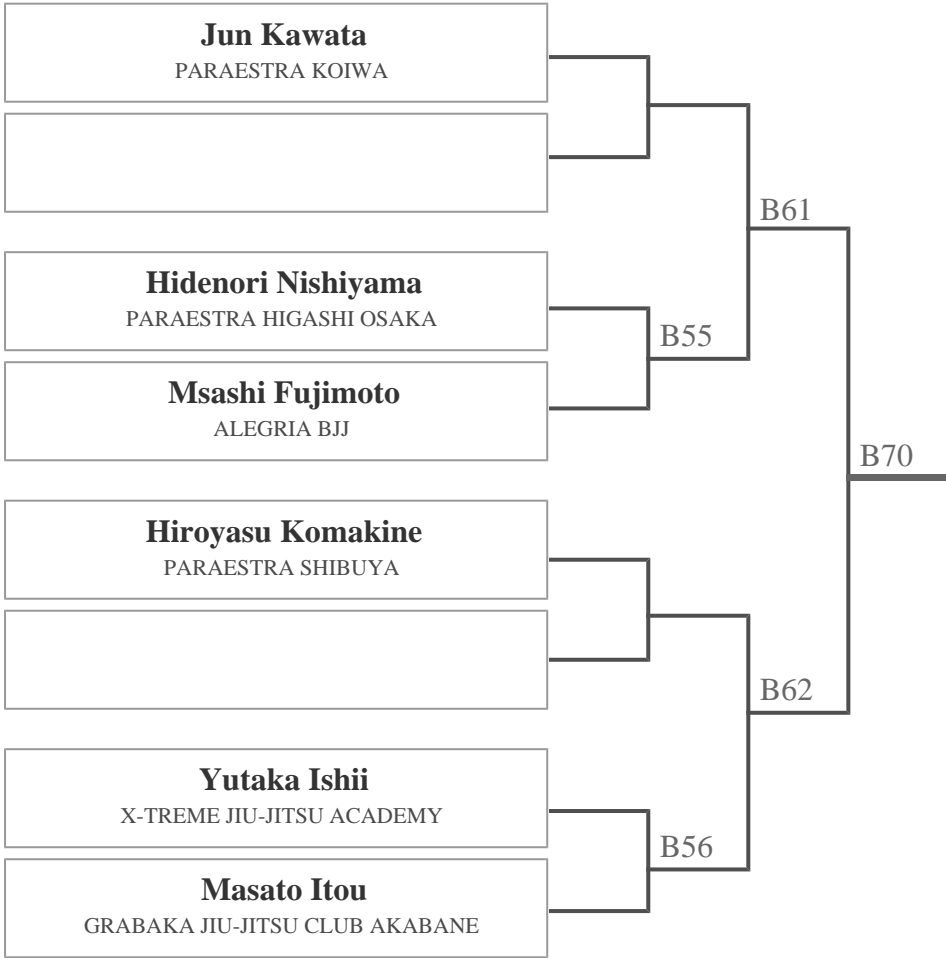 Jun Kawata
PARAESTRA KOIWA
B61
Hidenori Nishiyama
PARAESTRA HIGASHI OSAKA
B55
Msashi Fujimoto
ALEGRIA BJJ
B70
Hiroyasu Komakine
PARAESTRA SHIBUYA
B62
Yutaka Ishii
X-TREME JIU-JITSU ACADEMY
B56
Masato Itou
GRABAKA JIU-JITSU CLUB AKABANE